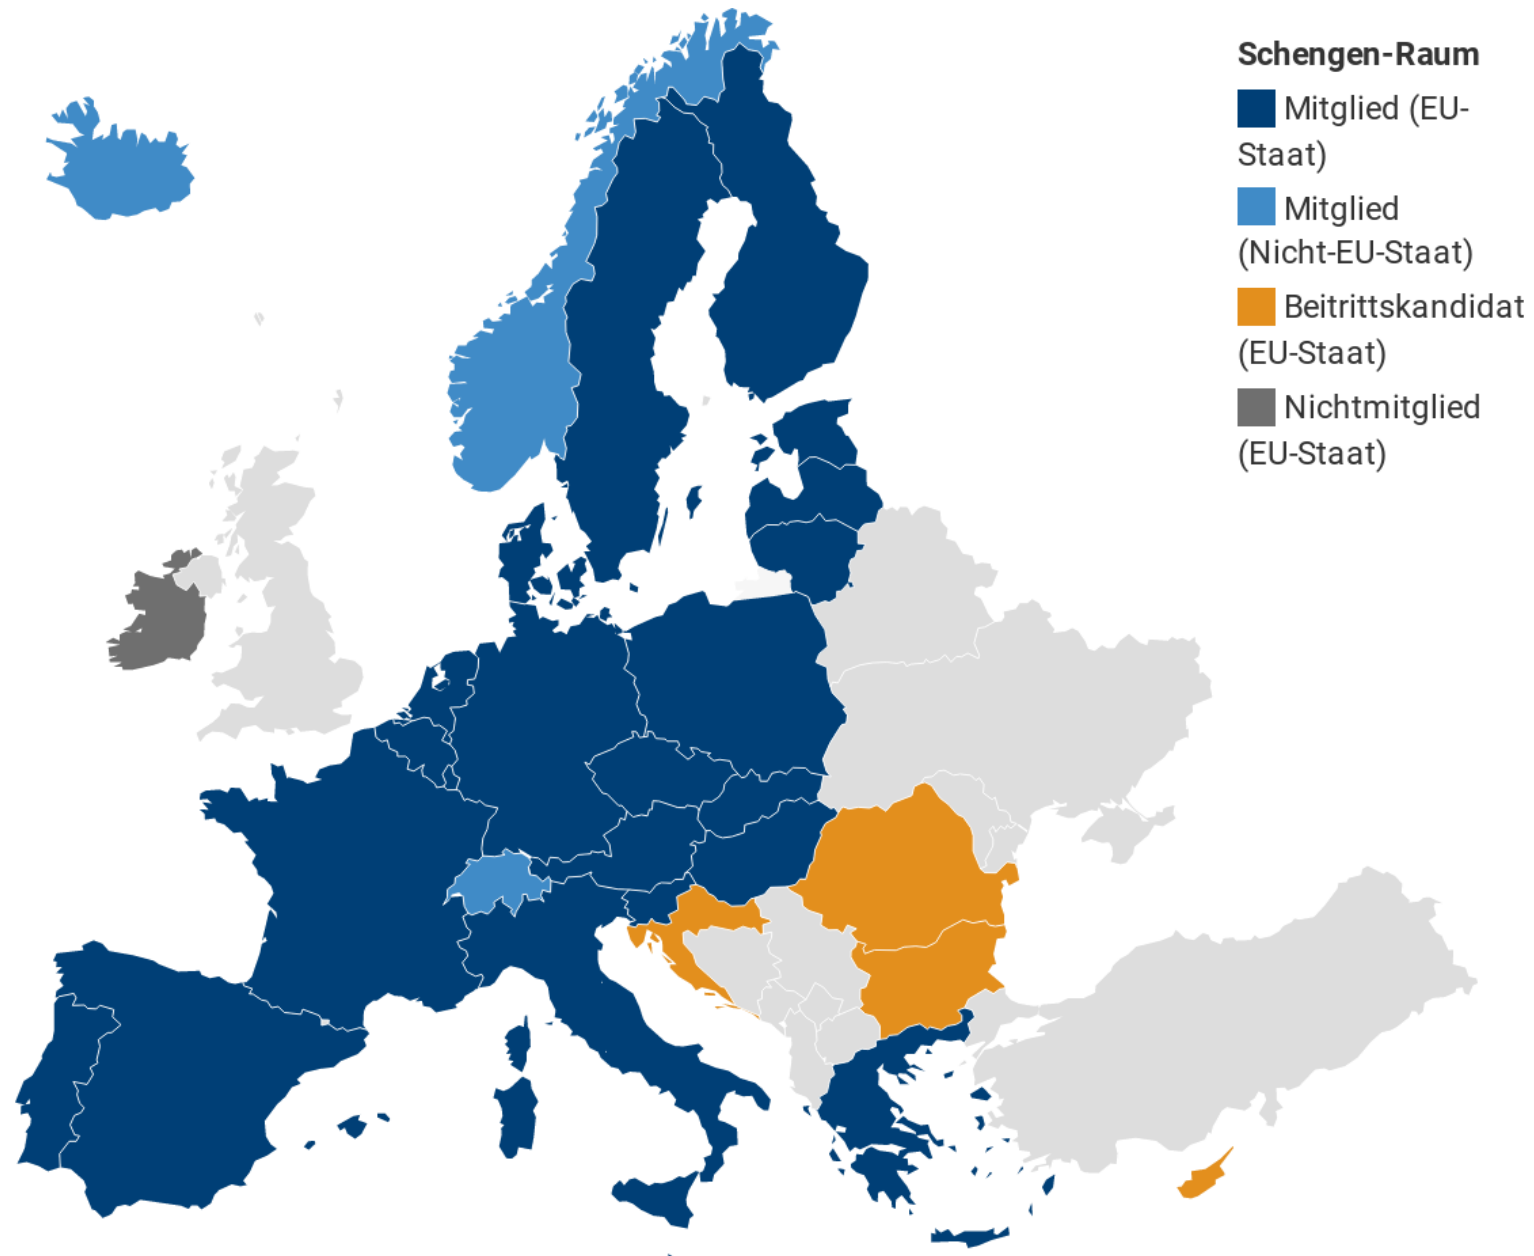 Schengen-Raum
Mitglied (EU-
Staat)
Mitglied
(Nicht-EU-Staat)
Beitrittskandidat
(EU-Staat)
Nichtmitglied
(EU-Staat)